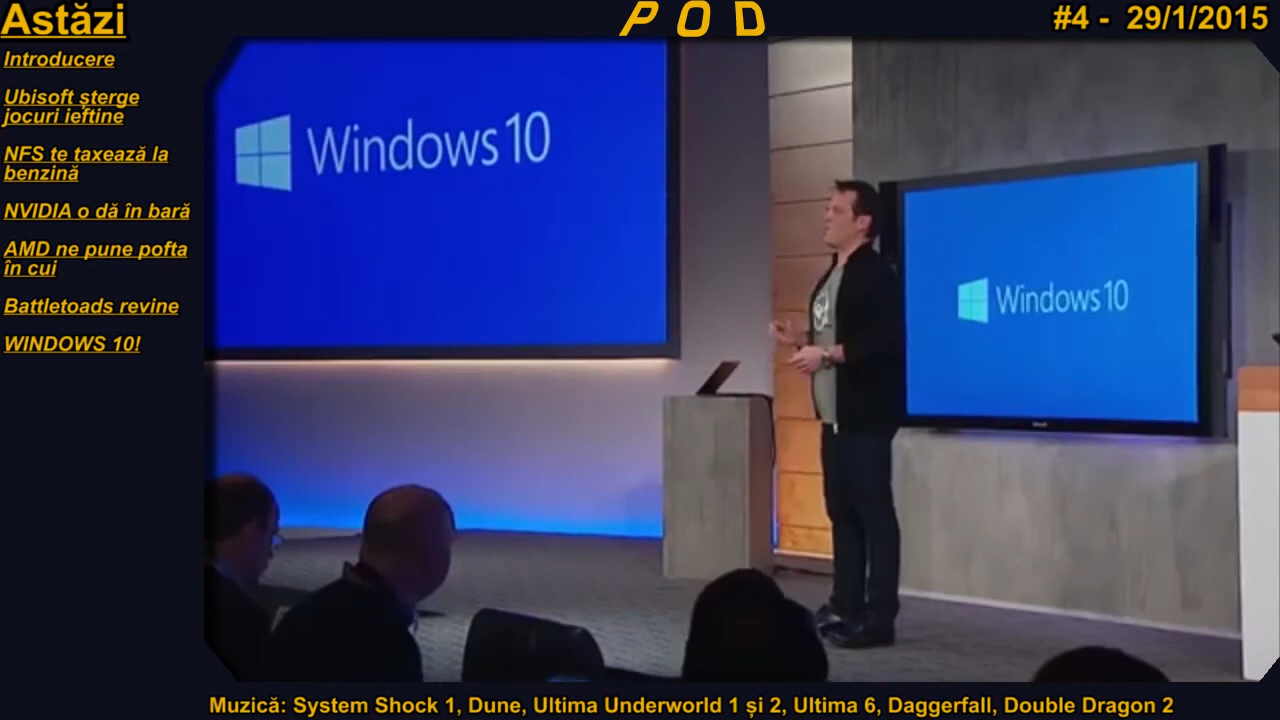 Astăzi
P O D
#4 - 29/1/2015
Introducere
Ubisoft șterge
jocuri ieftine
NFS te taxează la
benzină
NVIDIA o dă în bară
AMD ne pune pofta
în cui
Battletoads revine
WINDOWS 10!
Windows 10
Windows 10
Muzică: System Shock 1, Dune, Ultima Underworld 1 și 2, Ultima 6, Daggerfall, Double Dragon 2